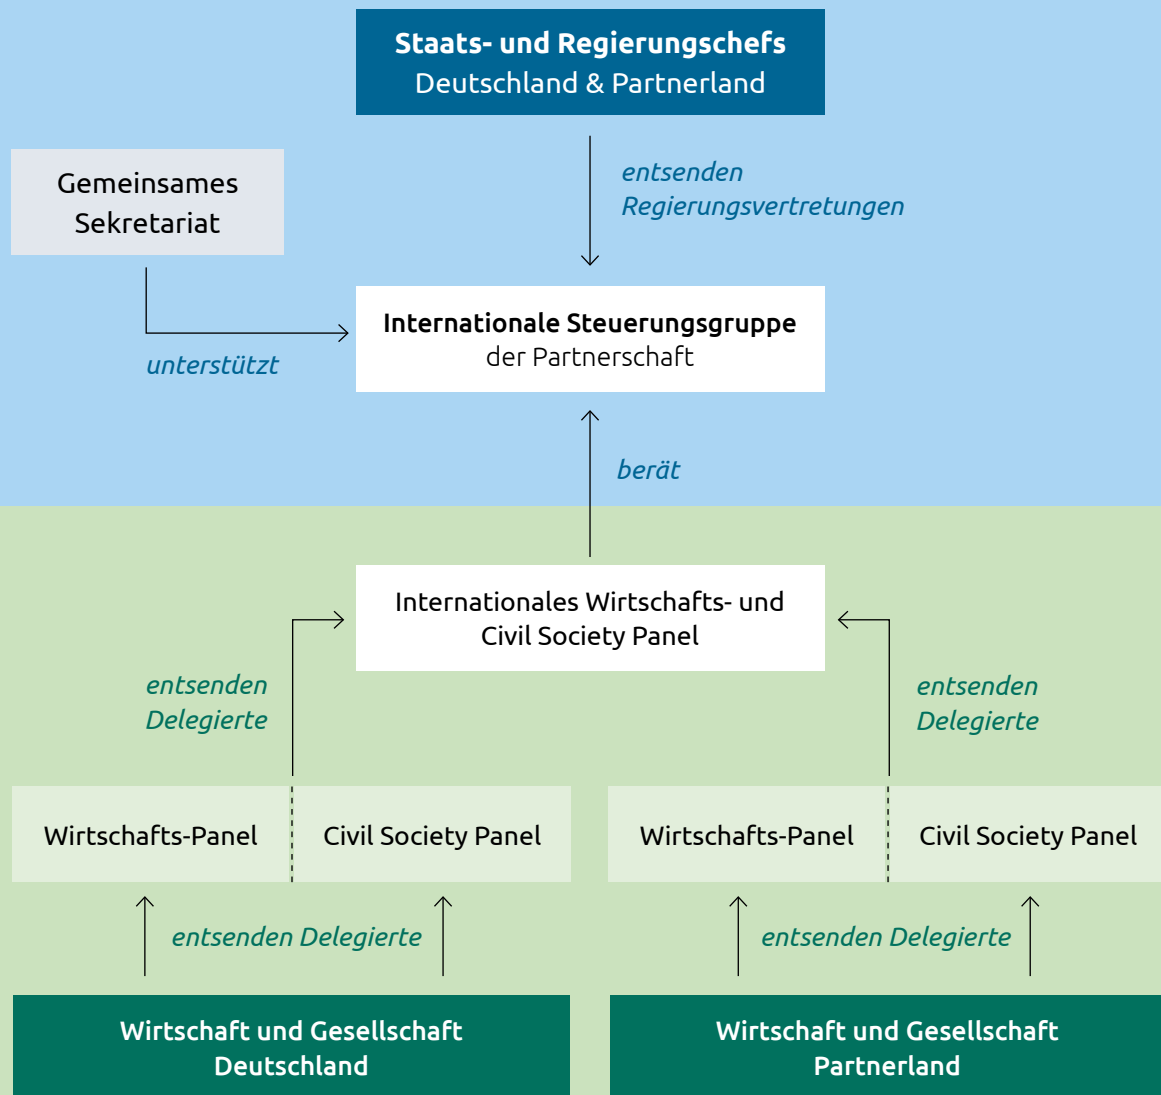 Staats- und Regierungschefs
Deutschland & Partnerland
entsenden
Regierungsvertretungen
Gemeinsames
Sekretariat
unterstützt
Internationale Steuerungsgruppe
der Partnerschaft
berät
Internationales Wirtschafts- und
Civil Society Panel
entsenden
Delegierte
entsenden
Delegierte
Wirtschafts-Panel
Civil Society Panel
Wirtschafts-Panel
Civil Society Panel
entsenden Delegierte
entsenden Delegierte
Wirtschaft und Gesellschaft
Deutschland
Wirtschaft und Gesellschaft
Partnerland